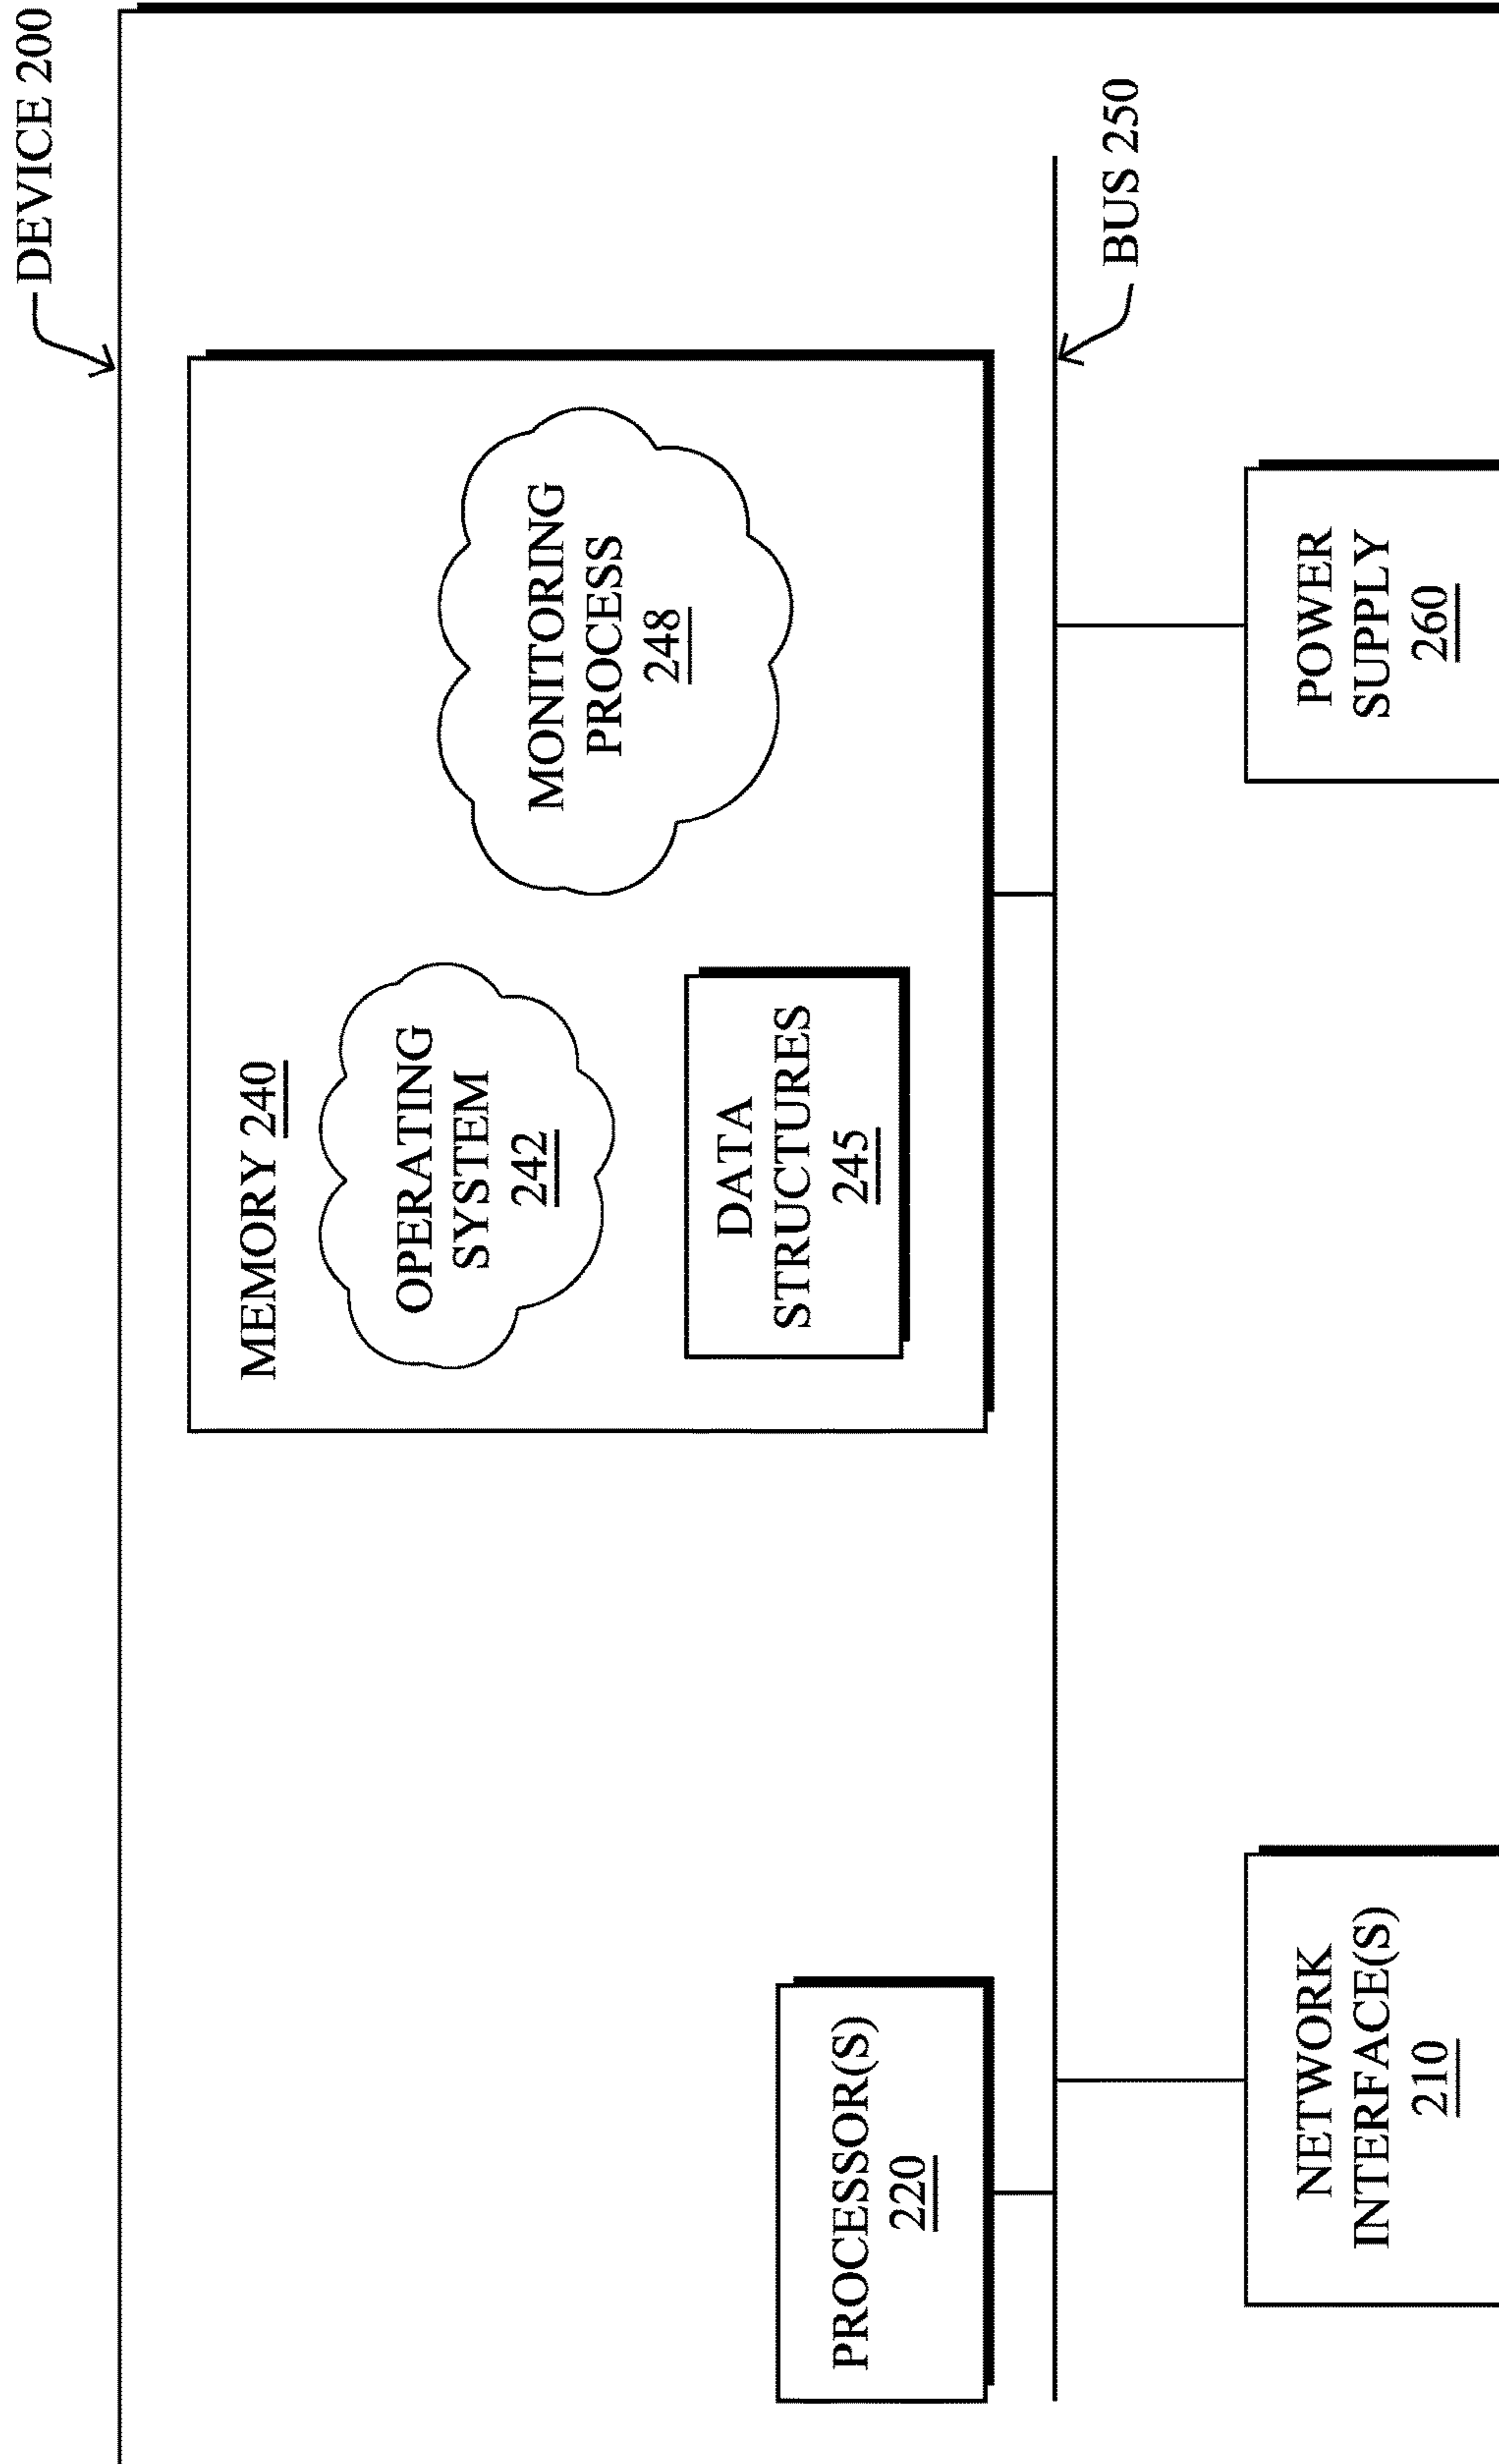 DEVICE 200
MEMORY 240
OPERATING
SYSTEM
242
MONITORING
PROCESS
248
DATA
STRUCTURES
245
PROCESSOR(S)
220
BUS 250
NETWORK
INTERFACE(S)
210
POWER
SUPPLY
260